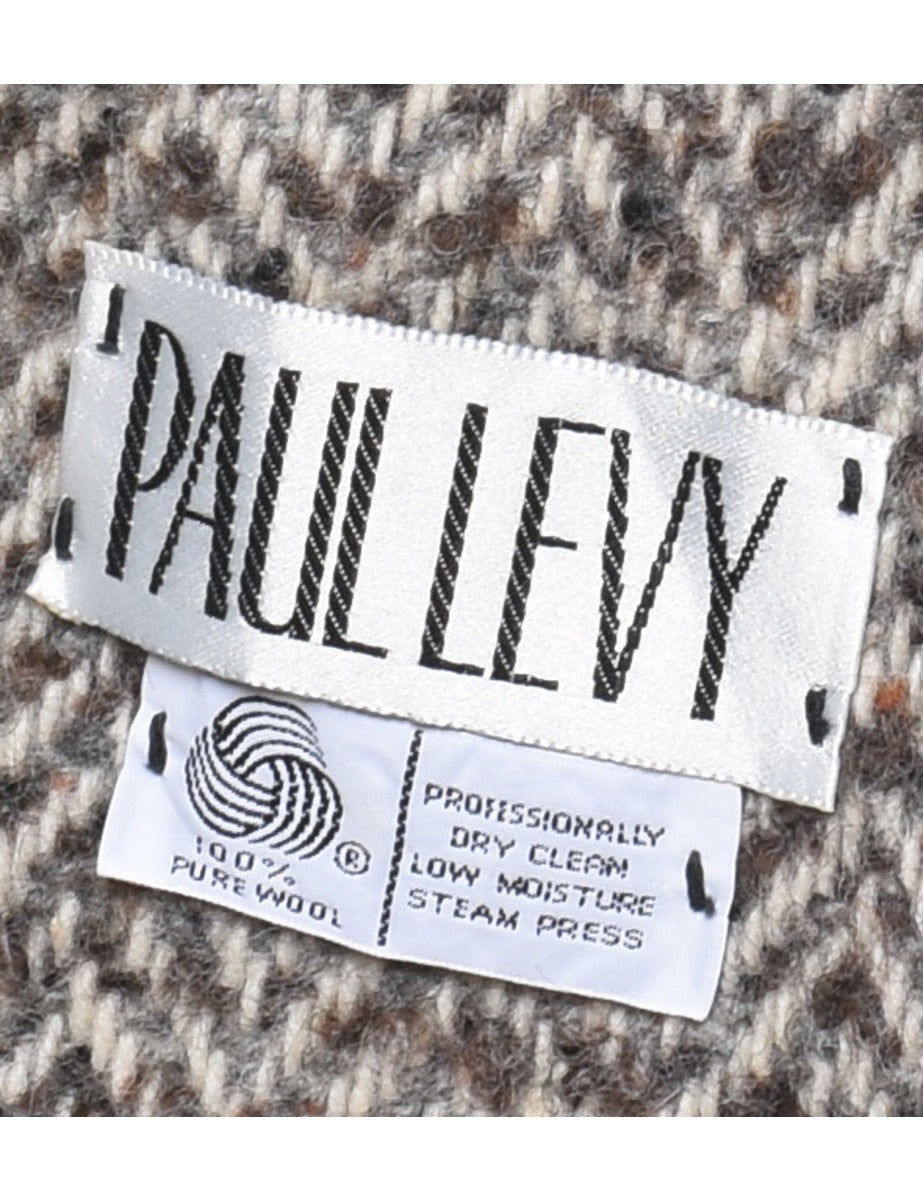 PAUL LEVY
®
100%
PURE WOOL
PROFESSIONALLY
DRY CLEAN
LOW MOISTURE
STEAM PRESS